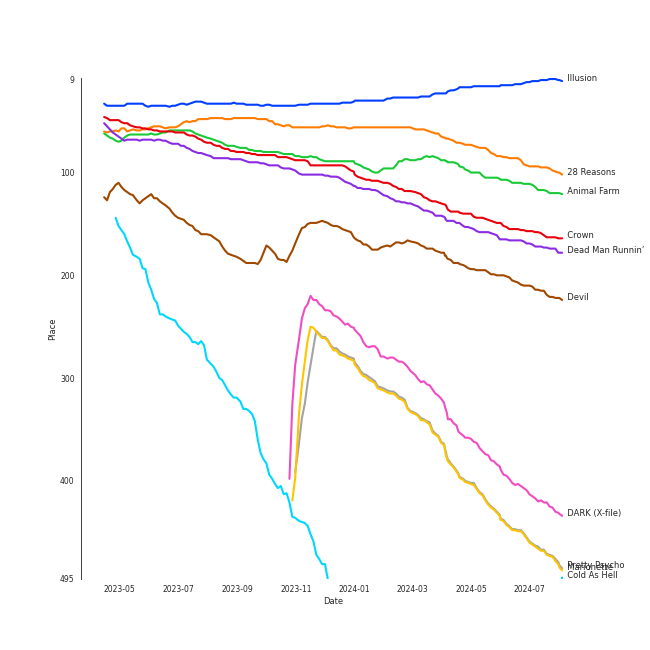 9
100
200
300
400
495
Place
2023-05
2023-07
2023-09
2023-11
2024-01
2024-03
2024-05
2024-07
Date
Illusion
28 Reasons
Animal Farm
Crown
Dead Man Runnin'
Devil
DARK (X-file)
Pretty Psycho
Marionette
Cold As Hell